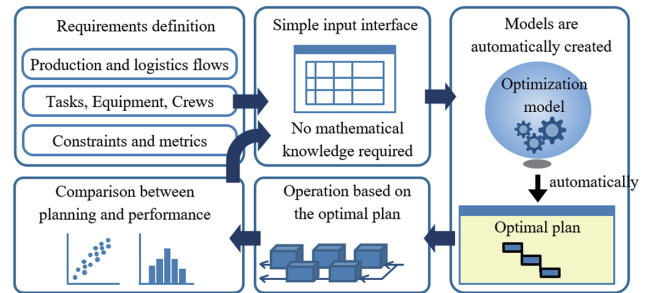 Requirements definition
Production and logistics flows
Tasks, Equipment, Crews
Constraints and metrics
Simple input interface
No mathematical
knowledge required
Models are
automatically created
Optimization
model
automatically
Optimal plan
Operation based on
the optimal plan
Comparison between
planning and performance